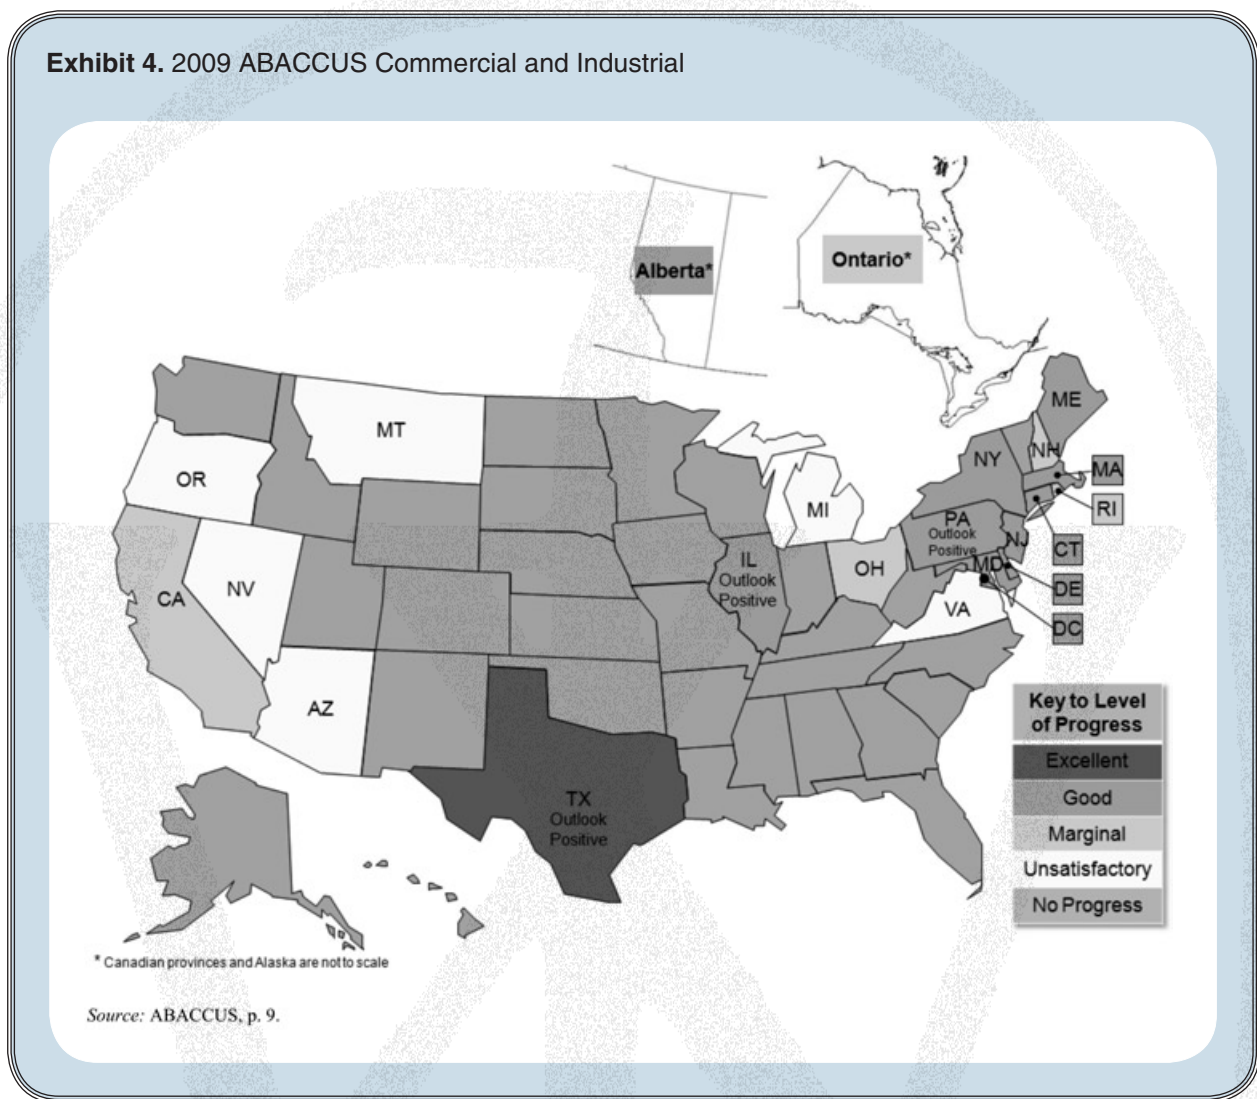 Exhibit 4. 2009 ABACCUS Commercial and Industrial
Alberta*
Ontario*
ME
MT
NH
NY
MA
OR
MI
RI
PA
Outlook
Positive
NJ
CT
IL
Outlook
Positive
OH
MD
DE
CA
NV
VA
DC
AZ
Key to Level
of Progress
Excellent
Good
Marginal
Unsatisfactory
No Progress
TX
Outlook
Positive
* Canadian provinces and Alaska are not to scale
Source: ABACCUS, p. 9.